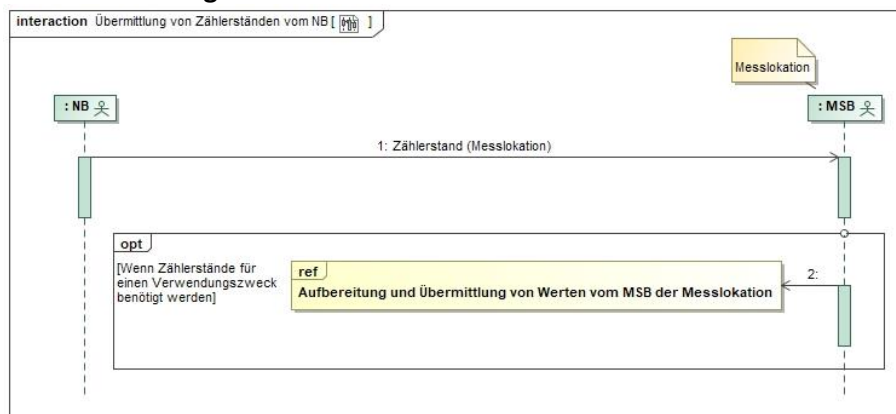 interaction Übermittlung von Zählerständen vom NB [ ]
Messlokation
: NB
: MSB
1: Zählerstand (Messlokation)
opt
[Wenn Zählerstände für
einen Verwendungszweck
benötigt werden]
ref
Aufbereitung und Übermittlung von Werten vom MSB der Messlokation
2: